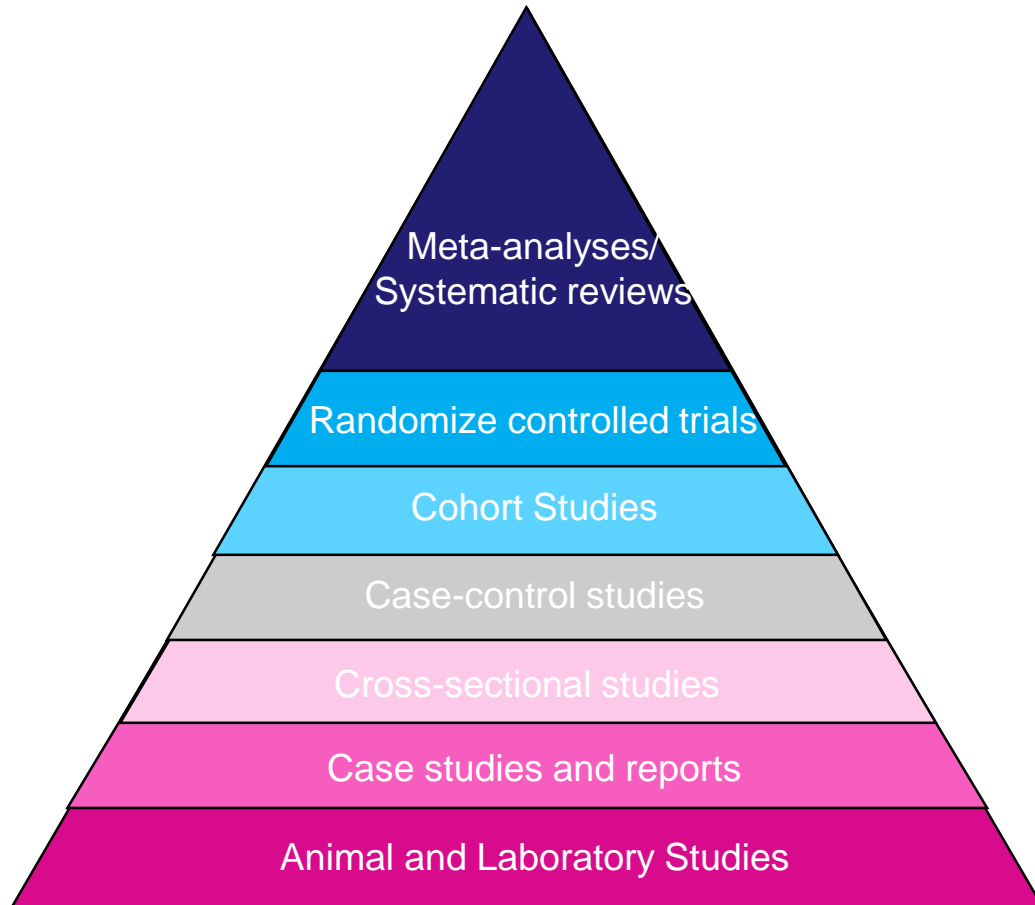 Meta-analyses/
Systematic reviews
Randomize controlled trials
Cohort Studies
Case-control studies
Cross-sectional studies
Case studies and reports
Animal and Laboratory Studies